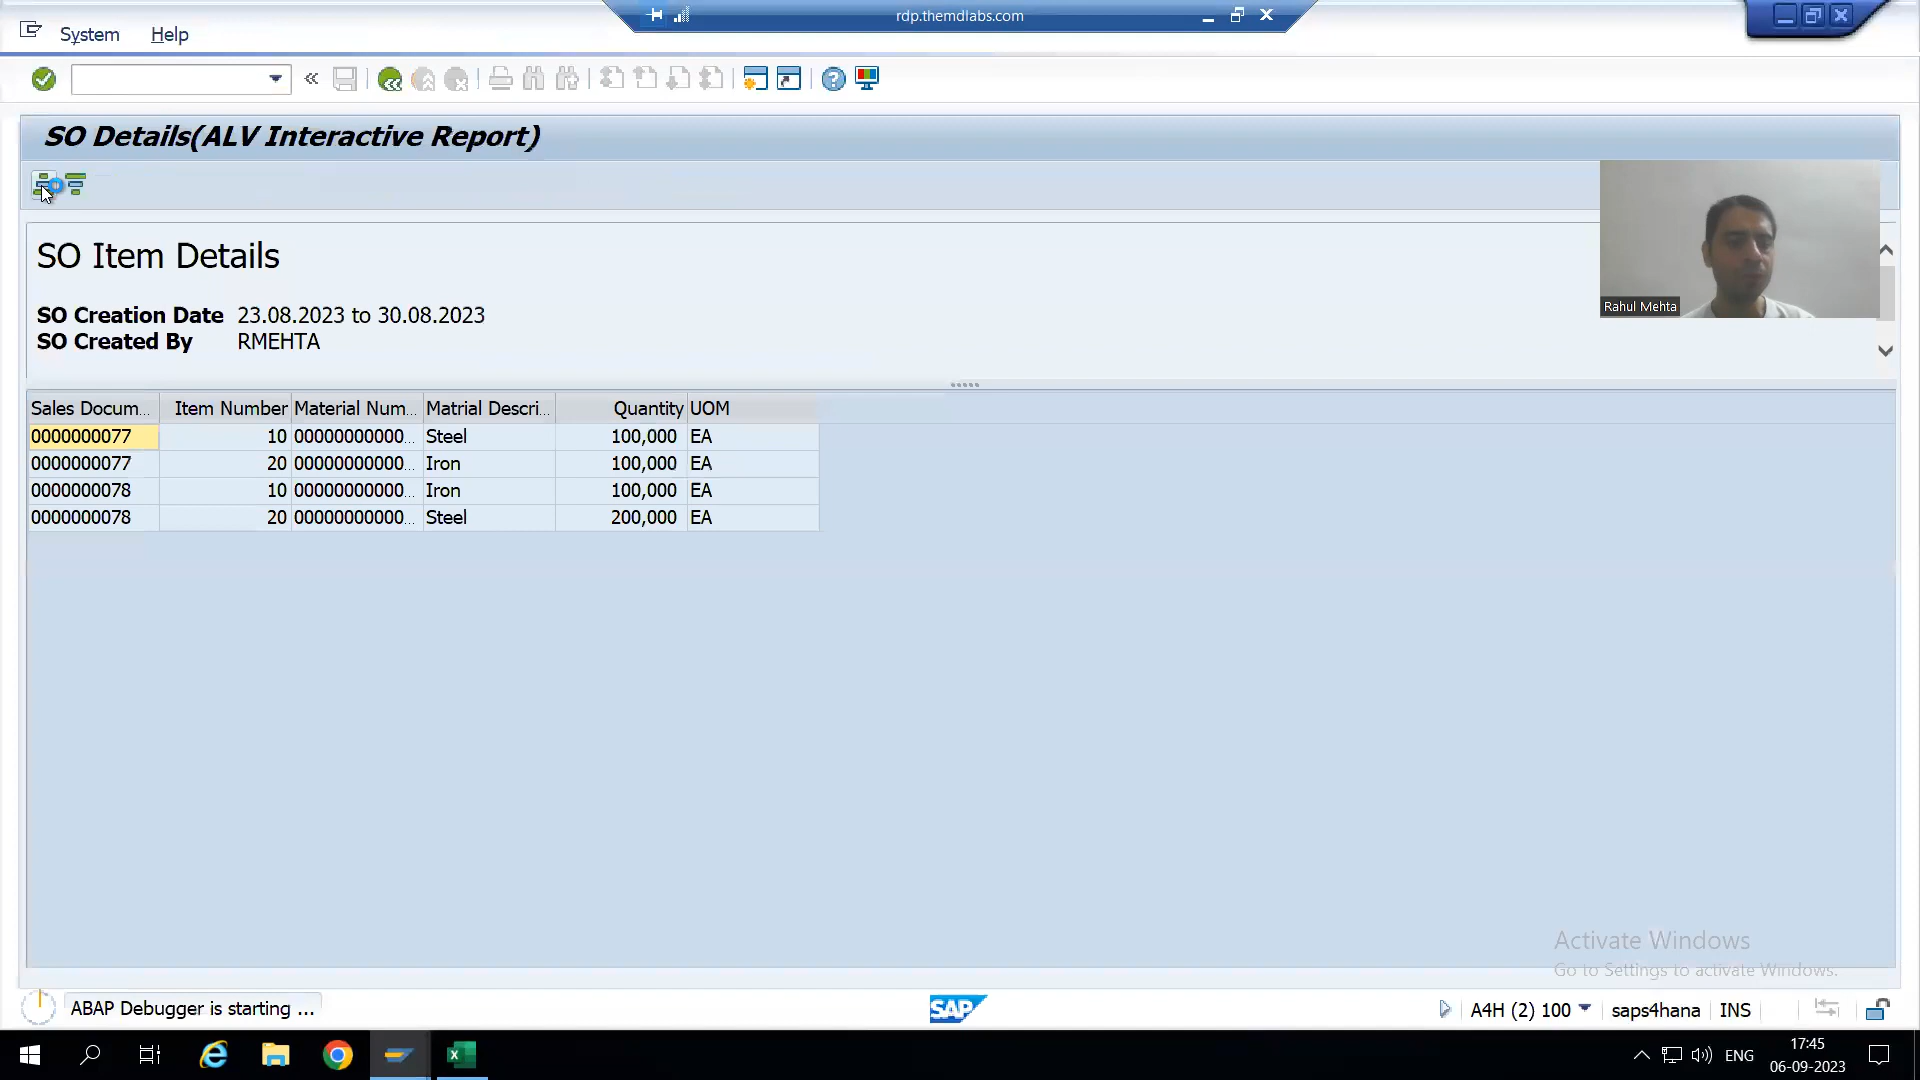 rdp.themdlabs.com
System Help
SO Details(ALV Interactive Report)
Rahul Mehta
SO Item Details
SO Creation Date 23.08.2023 to 30.08.2023
SO Created By RMEHTA
Sales Docum... Item Number Material Num... Matrial Descri... Quantity UOM
0000000077 10 00000000000... Steel 100,000 EA
0000000077 20 00000000000... Iron 100,000 EA
0000000078 10 00000000000... Iron 100,000 EA
0000000078 20 00000000000... Steel 200,000 EA
Activate Windows
Go to Settings to activate Windows.
ABAP Debugger is starting ...
SAP
A4H (2) 100 saps4hana INS
ENG
17:45
06-09-2023